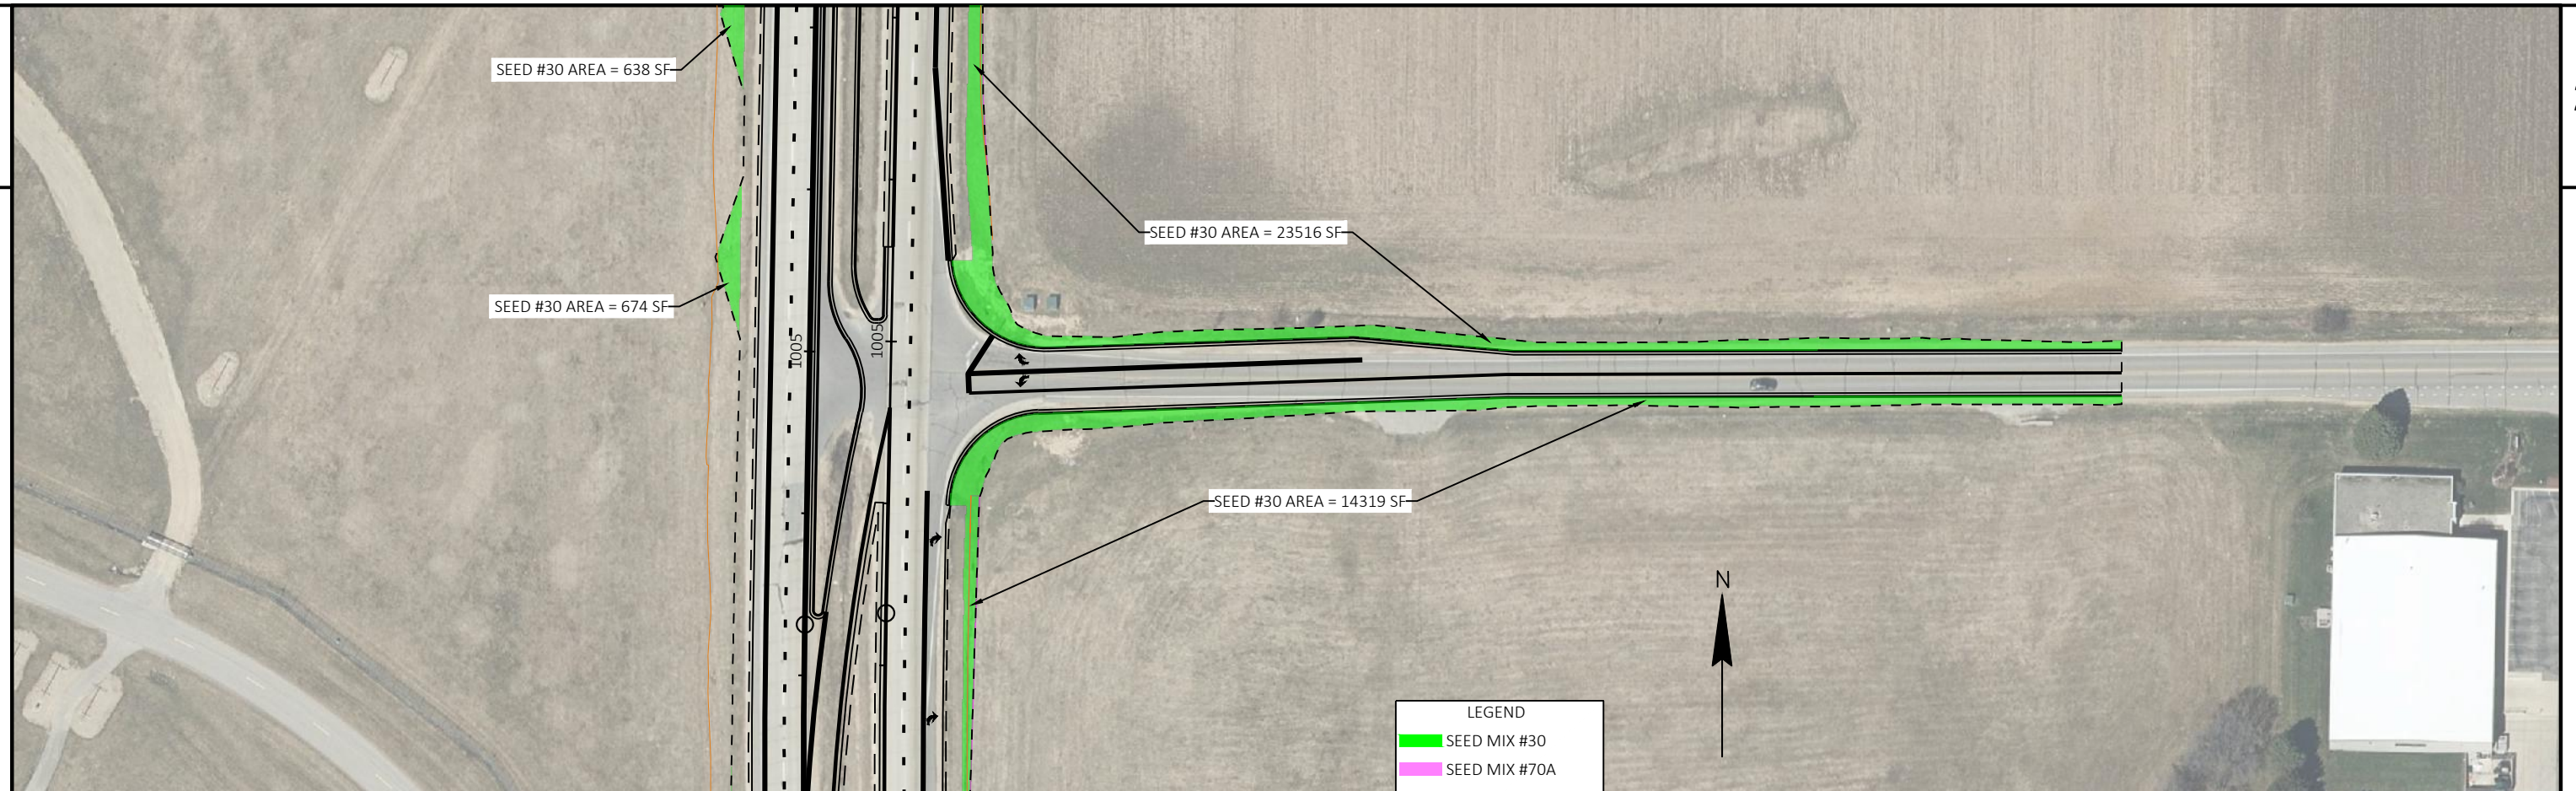 SEED #30 AREA = 638 SF
SEED #30 AREA = 23516 SF
SEED #30 AREA = 674 SF
1005
1005
SEED #30 AREA = 14319 SF
N
LEGEND
SEED MIX #30
SEED MIX #70A